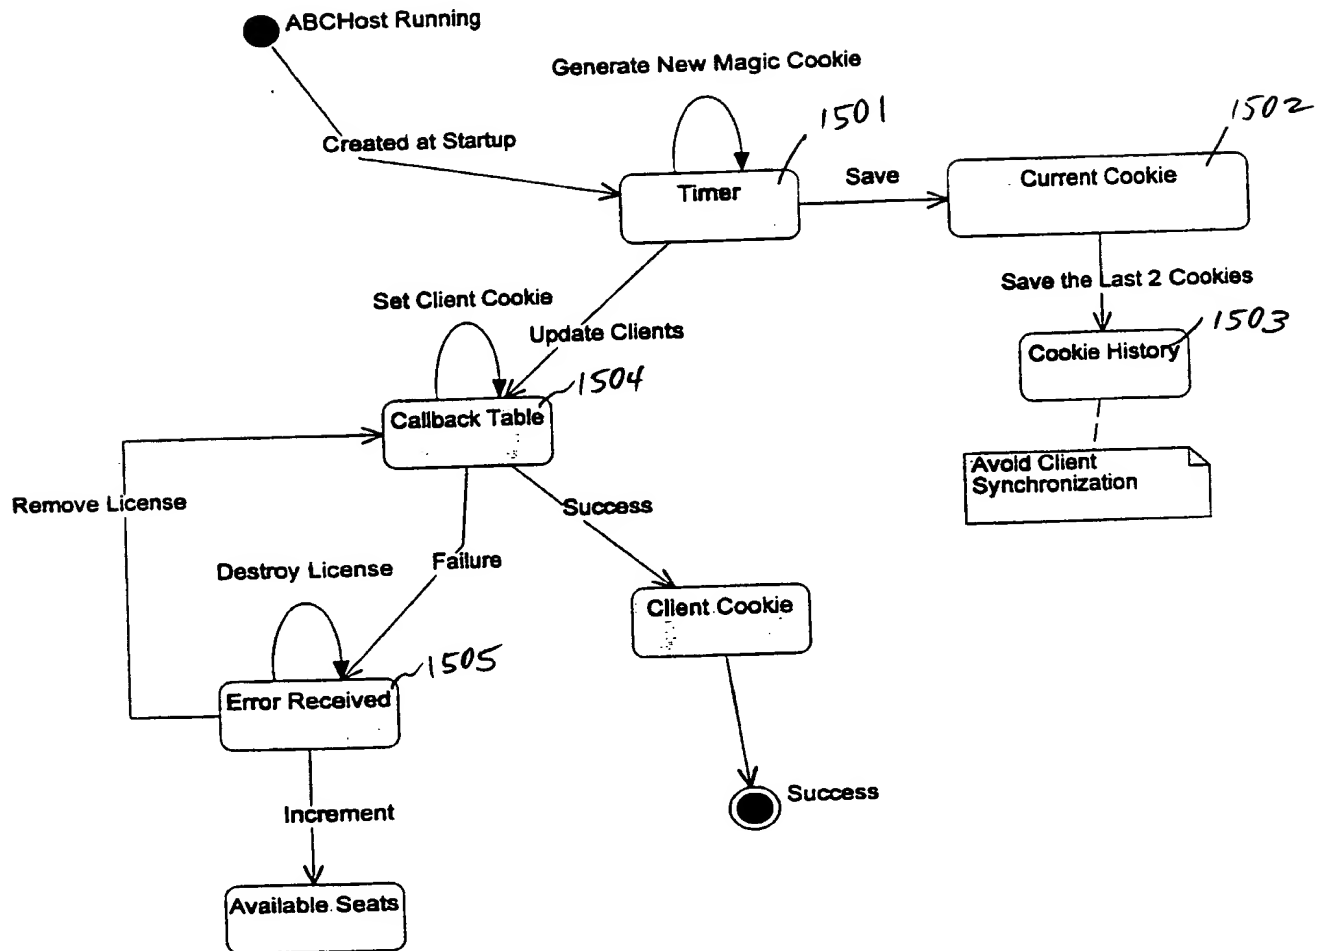 ABCHost Running
Generate New Magic Cookie
1501
1502
Created at Startup
Timer
Save
Current Cookie
Set Client Cookie
Update Clients
Save the Last 2 Cookies
1503
Cookie History
1504
Callback Table
Avoid Client
Synchronization
Remove License
Success
Destroy License
Failure
Client Cookie
1505
Error Received
Increment
Success
Available Seats